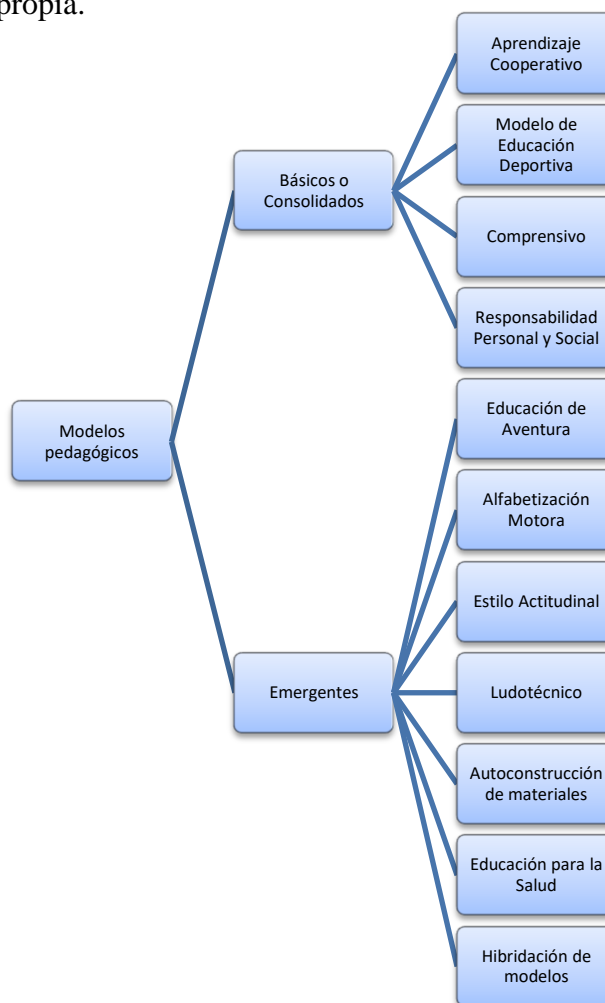 propia.
Aprendizaje
Cooperativo
Modelo de
Educación
Deportiva
Básicos o
Consolidados
Comprensivo
Responsabilidad
Personal y Social
Modelos
pedagógicos
Educación de
Aventura
Alfabetización
Motora
Estilo Actitudinal
Emergentes
Ludotécnico
Autoconstrucción
de materiales
Educación para la
Salud
Hibridación de
modelos